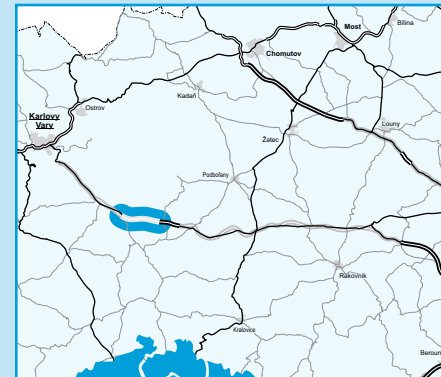 Most
Bílina
Chomutov
Kadaň
Ostrov
Karlovy
Vary
Louny
Žatec
Podbořany
Rakovník
Kralovice
Beroun